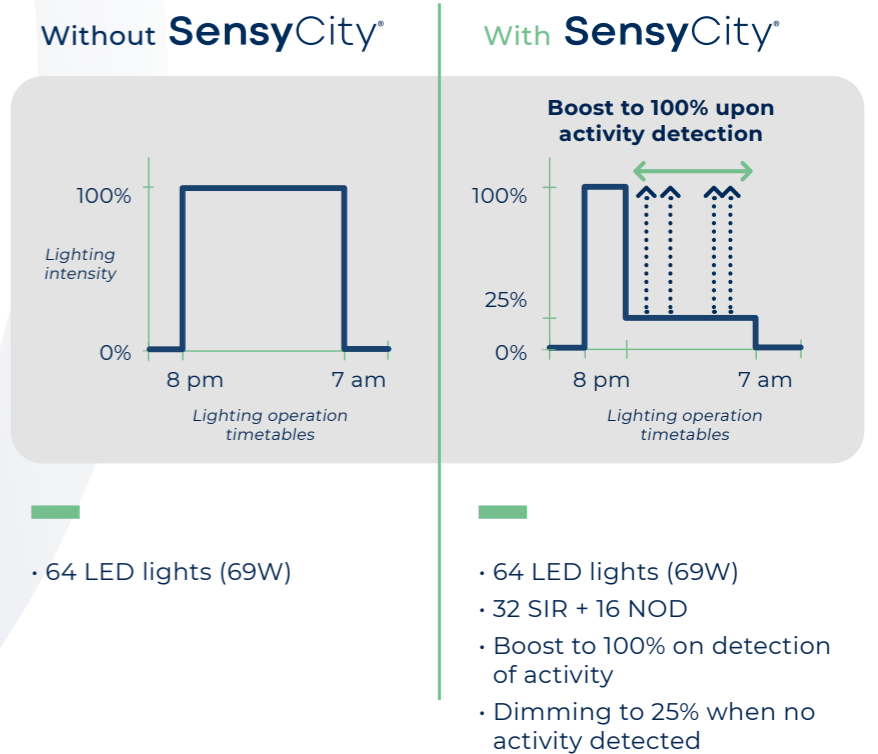 Without SensyCity®
100%
Lighting
intensity
0%
8 pm
7 am
Lighting operation
timetables
· 64 LED lights (69W)
With SensyCity®
Boost to 100% upon
activity detection
100%
25%
0%
8 pm
7 am
Lighting operation
timetables
· 64 LED lights (69W)
· 32 SIR + 16 NOD
· Boost to 100% on detection
of activity
· Dimming to 25% when no
activity detected